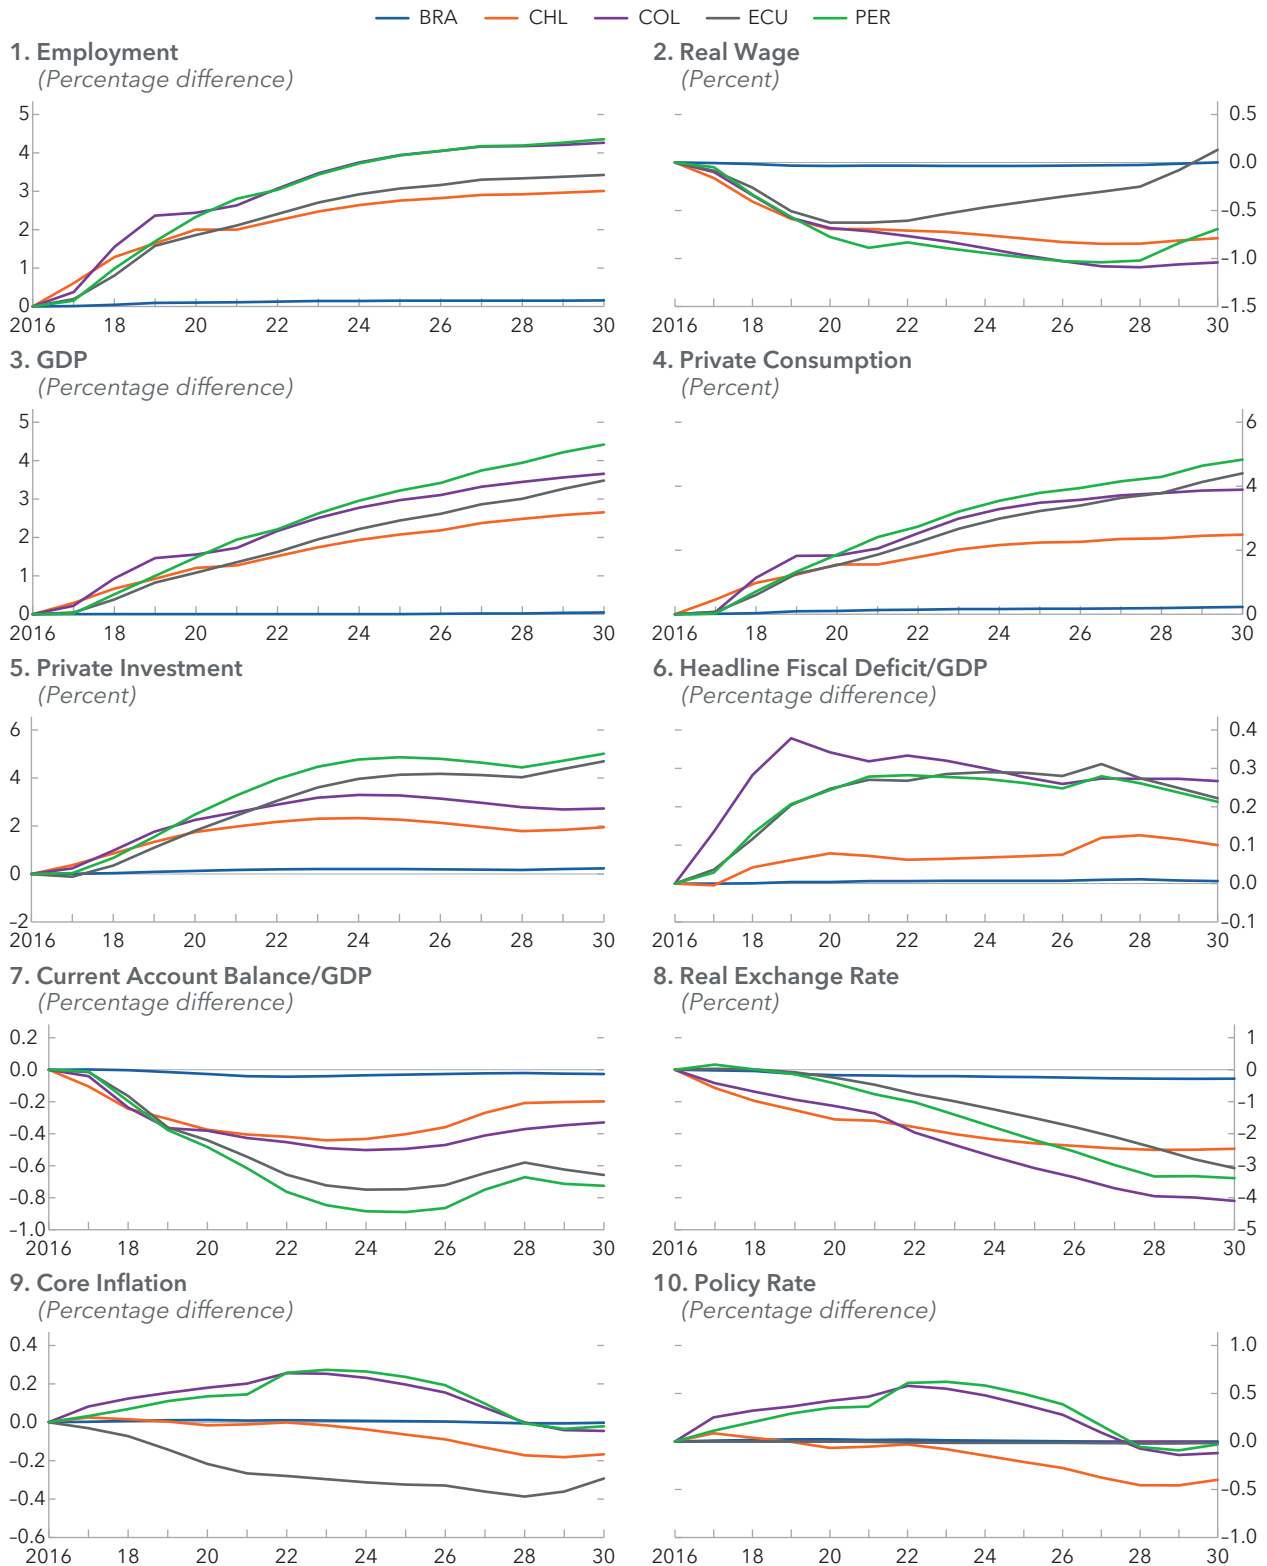 BRA CHL COL ECU PER
1. Employment
(Percentage difference)
5
4
3
2
1
0
2016 18 20 22 24 26 28 30
2. Real Wage
(Percent)
0.5
0.0
–0.5
–1.0
–1.5
2016 18 20 22 24 26 28 30
3. GDP
(Percentage difference)
5
4
3
2
1
0
2016 18 20 22 24 26 28 30
4. Private Consumption
(Percent)
6
4
2
0
2016 18 20 22 24 26 28 30
5. Private Investment
(Percent)
6
4
2
0
–2
2016 18 20 22 24 26 28 30
6. Headline Fiscal Deficit/GDP
(Percentage difference)
0.4
0.3
0.2
0.1
0.0
–0.1
2016 18 20 22 24 26 28 30
7. Current Account Balance/GDP
(Percentage difference)
0.2
0.0
–0.2
–0.4
–0.6
–0.8
–1.0
2016 18 20 22 24 26 28 30
8. Real Exchange Rate
(Percent)
1
0
–1
–2
–3
–4
–5
2016 18 20 22 24 26 28 30
9. Core Inflation
(Percentage difference)
0.4
0.2
0.0
–0.2
–0.4
–0.6
2016 18 20 22 24 26 28 30
10. Policy Rate
(Percentage difference)
1.0
0.5
0.0
–0.5
–1.0
2016 18 20 22 24 26 28 30